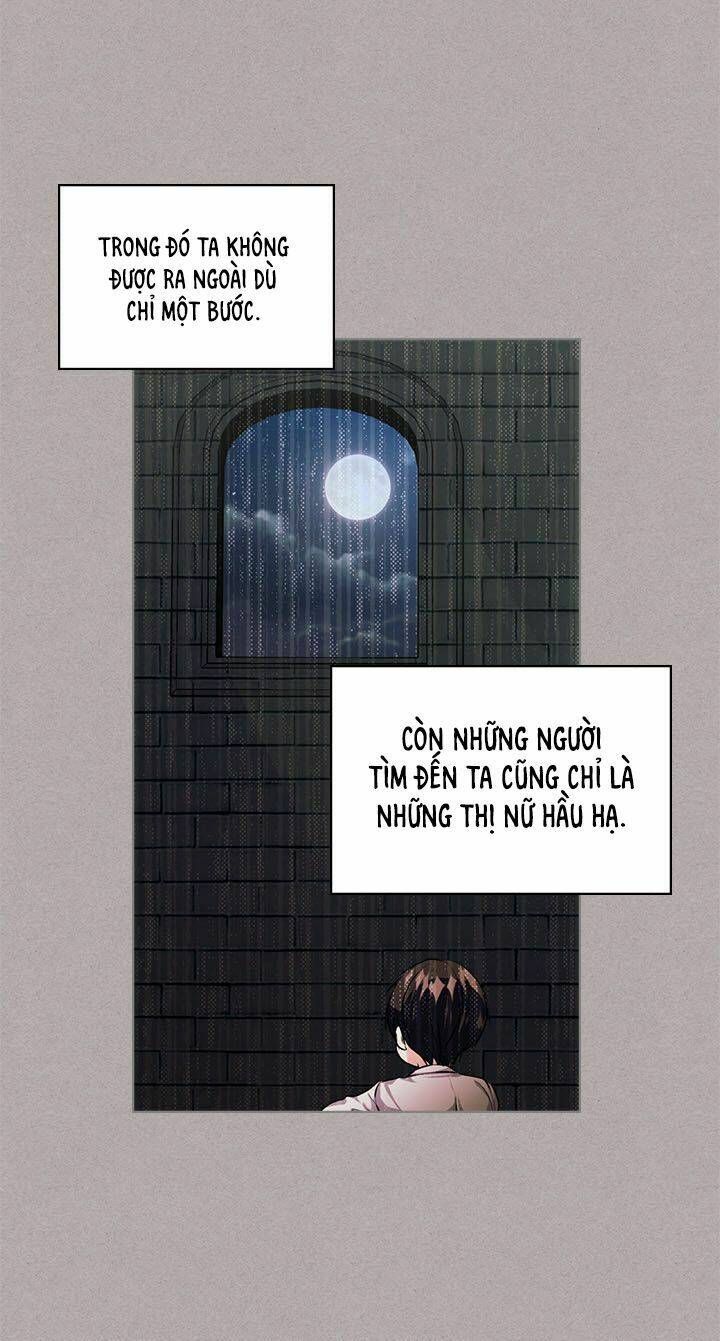 TRONG ĐÓ TA KHÔNG
ĐƯỢC RA NGOÀI DÙ
CHỈ MỘT BƯỚC.
CÒN NHỮNG NGƯỜI
TÌM ĐẾN TA CŨNG CHỈ LÀ
NHỮNG THỊ NỮ HẦU HẠ.